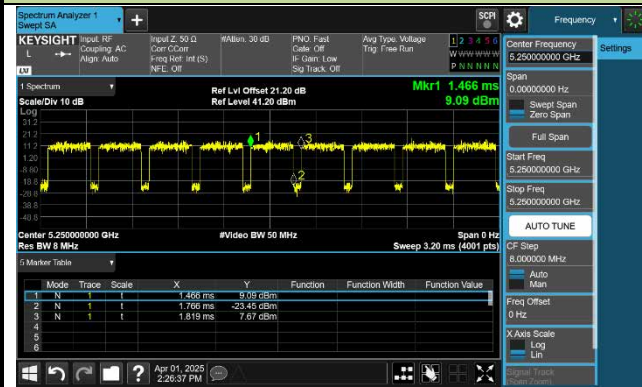 Spectrum Analyzer 1
Swept SA
SCPI
Frequency
KEYSIGHT
Input: RF
Coupling: AC
Align: Auto
Input Z: 50 Ω
Corr CCorr
Freq Ref: Int (S)
NFE: Off
#Atten: 30 dB
PNO: Fast
Gate: Off
IF Gain: Low
Sig Track: Off
Avg Type: Voltage
Trig: Free Run
1 2 3 4 5 6
W W W W W W
P N N N N N
LXI
1 Spectrum
Scale/Div 10 dB
Ref Lvl Offset 21.20 dB
Ref Level 41.20 dBm
Mkr1 1.466 ms
9.09 dBm
Log
31.2
21.2
11.2
1.20
-8.80
-18.8
-28.8
-38.8
-48.8
1
2
3
Center 5.250000000 GHz
Res BW 8 MHz
#Video BW 50 MHz
Span 0 Hz
Sweep 3.20 ms (4001 pts)
5 Marker Table
Mode Trace Scale X Y Function Function Width Function Value
1 N 1 t 1.466 ms 9.09 dBm
2 N 1 t 1.766 ms -23.45 dBm
3 N 1 t 1.819 ms 7.67 dBm
4
5
6
Apr 01, 2025
2:26:37 PM
Center Frequency
5.250000000 GHz
Settings
Span
0.00000000 Hz
Swept Span
Zero Span
Full Span
Start Freq
5.250000000 GHz
Stop Freq
5.250000000 GHz
AUTO TUNE
CF Step
8.000000 MHz
Auto
Man
Freq Offset
0 Hz
X Axis Scale
Log
Lin
Signal Track
(Span Zoom)